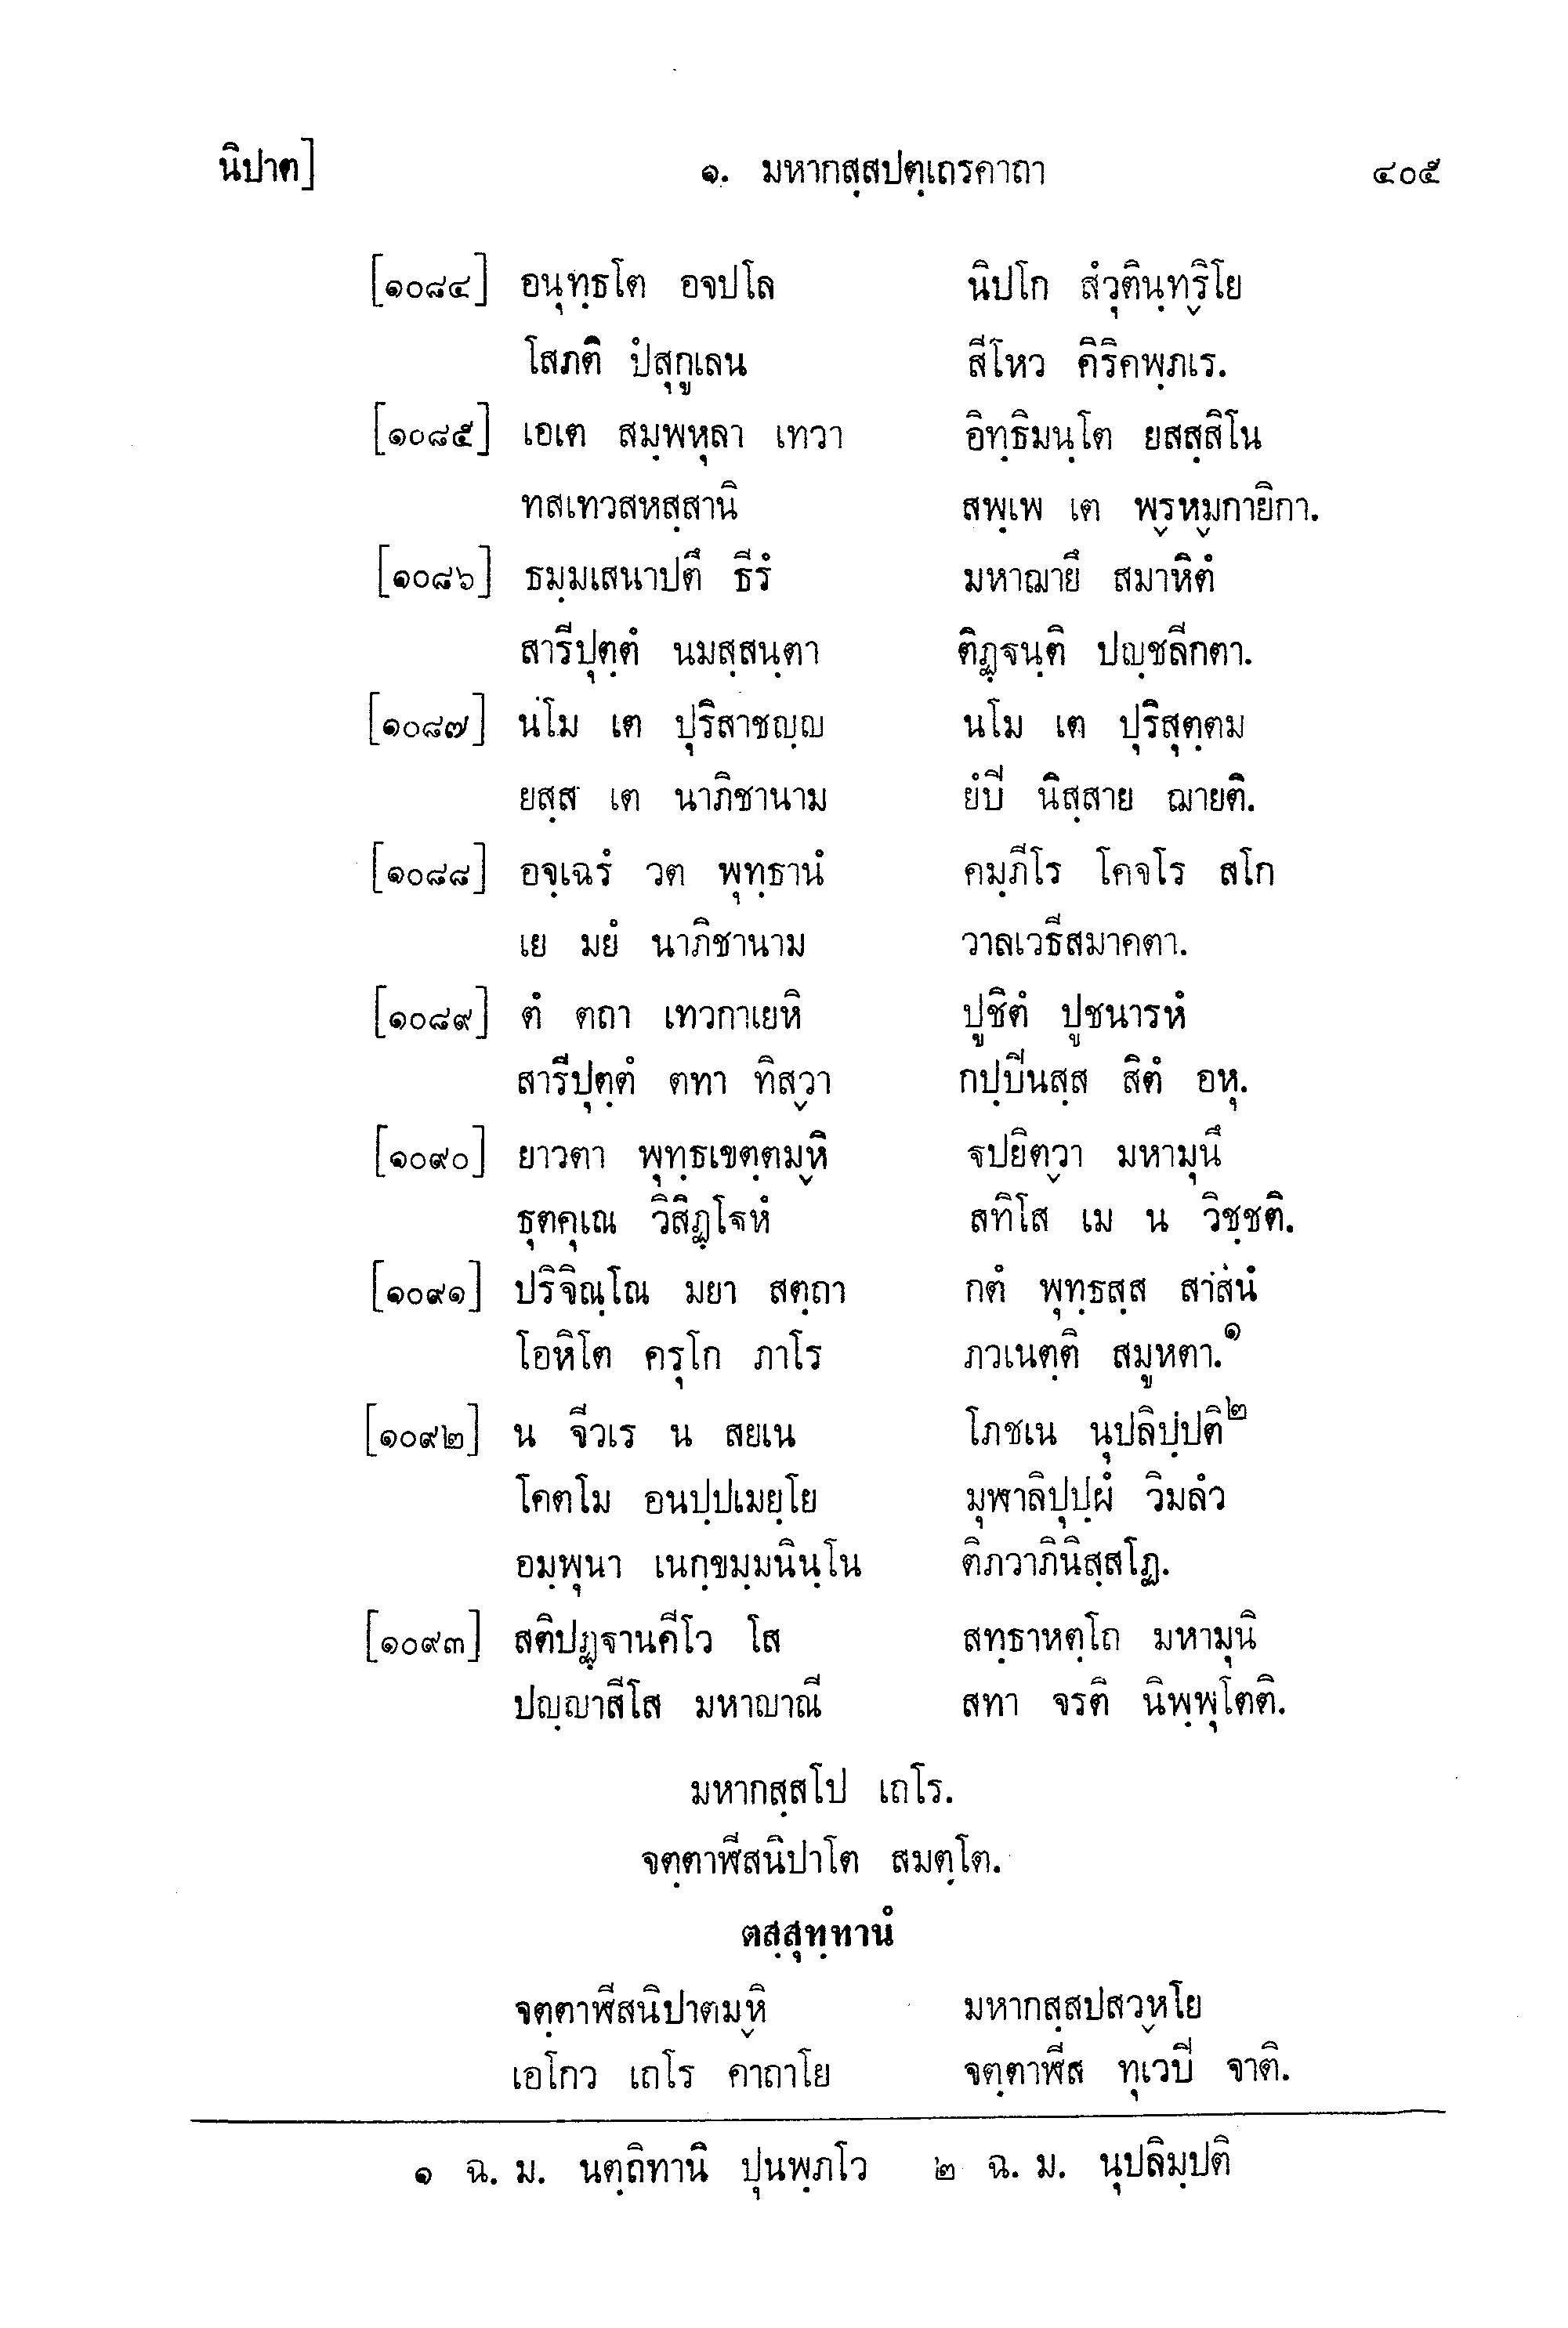 นิปาต] ๑. มหากสฺสปตฺเถรคาถา ๔๐๕
[๑๐๘๔] อนุทฺธโต อจปโล นิปโก สํวุตินฺทฺริโย
โสภติ ปํสุกูเลน สีโหว คิริคพฺภเร.
[๑๐๘๕] เอเต สมฺพหุลา เทวา อิทฺธิมนฺโต ยสสฺสิโน
ทสเทวสหสฺสานิ สพฺเพ เต พฺรหฺมกายิกา.
[๑๐๘๖] ธมฺมเสนาปตึ ธีรํ มหาฌายึ สมาหิตํ
สารีปุตฺตํ นมสฺสนฺตา ติฏฺฐนฺติ ปญฺชลีกตา.
[๑๐๘๗] นโม เต ปุริสาชญฺญ นโม เต ปุริสุตฺตม
ยสฺส เต นาภิชานาม ยํปี นิสฺสาย ฌายติ.
[๑๐๘๘] อจฺเฉรํ วต พุทฺธานํ คมฺภีโร โคจโร สโก
เย มยํ นาภิชานาม วาลเวธีสมาคตา.
[๑๐๘๙] ตํ ตถา เทวกาเยหิ ปูชิตํ ปูชนารหํ
สารีปุตฺตํ ตทา ทิสฺวา กปฺปีนสฺส สิตํ อหุ.
[๑๐๙๐] ยาวตา พุทฺธเขตฺตมฺหิ ฐปยิตฺวา มหามุนึ
ธุตคุเณ วิสิฏฺโฐหํ สทิโส เม น วิชฺชติ.
[๑๐๙๑] ปริจิณฺโณ มยา สตฺถา กตํ พุทฺธสฺส สาสนํ
โอหิโต ครุโก ภาโร ภวเนตฺติ สมูหตา.๑
[๑๐๙๒] น จีวเร น สยเน โภชเน นุปลิปฺปติ๒
โคตโม อนปฺปเมยฺโย มุฬาลิปุปฺผํ วิมลํว
อมฺพุนา เนกฺขมฺมนินฺโน ติภวาภินิสฺสโฏ.
[๑๐๙๓] สติปฏฺฐานคีโว โส สทฺธาหตฺโถ มหามุนิ
ปญฺญาสีโส มหาญาณี สทา จรติ นิพฺพุโตติ.
มหากสฺสโป เถโร.
จตฺตาฬีสนิปาโต สมตฺโต.
ตสฺสุทฺทานํ
จตฺตาฬีสนิปาตมฺหิ มหากสฺสปสวฺหโย
เอโกว เถโร คาถาโย จตฺตาฬีส ทุเวปี จาติ.
๑ ฉ. ม. นตฺถิทานิ ปุนพฺภโว ๒ ฉ. ม. นุปลิมฺปติ